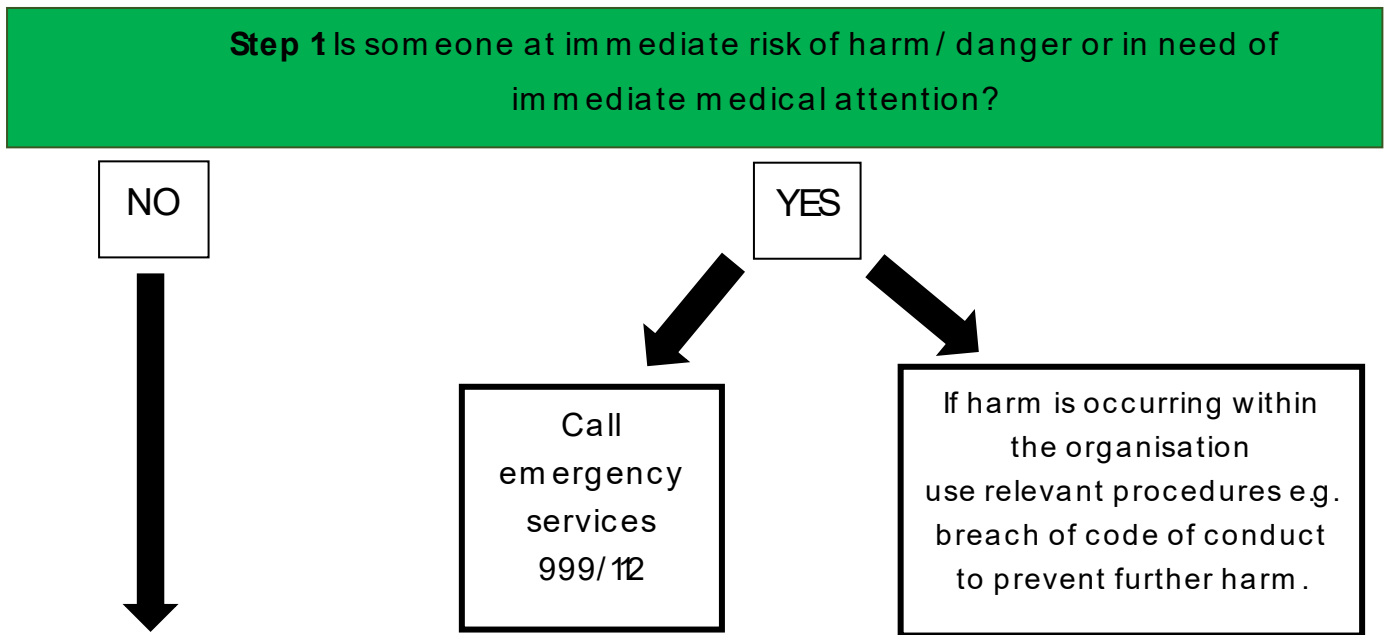 Step 1 Is someone at immediate risk of harm/ danger or in need of
immediate medical attention?
NO
YES
Call
emergency
services
999/112
If harm is occurring within
the organisation
use relevant procedures e.g.
breach of code of conduct
to prevent further harm.